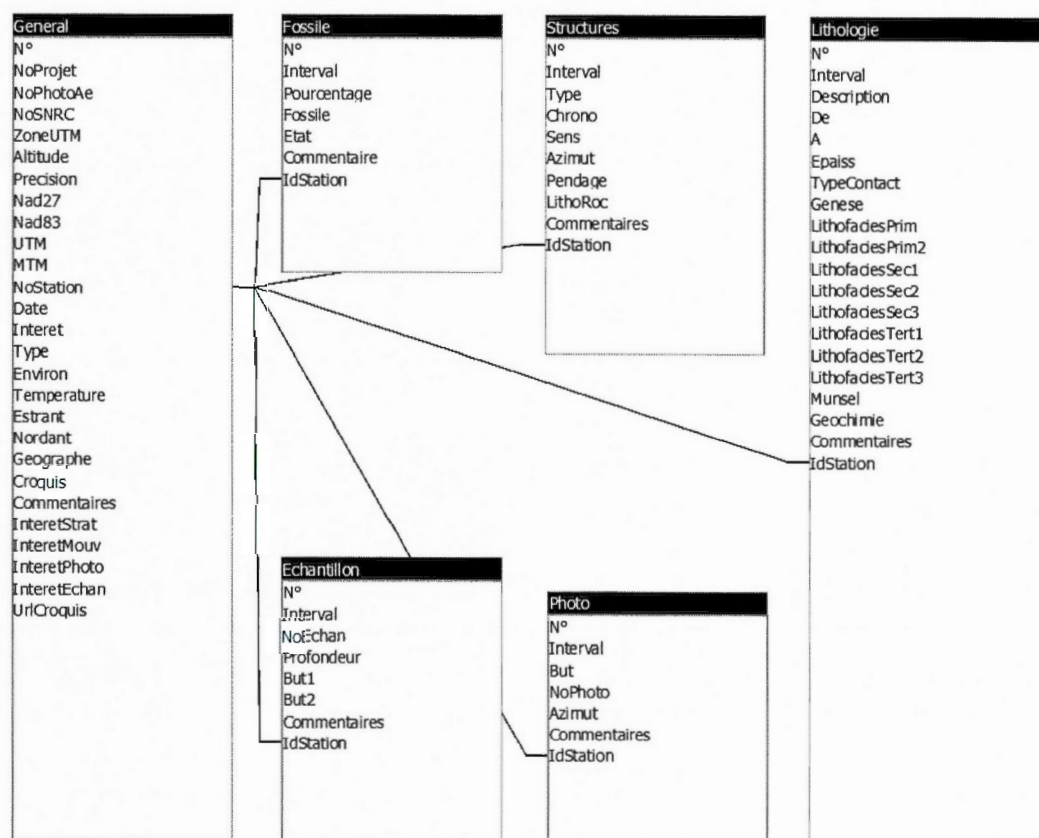 General
N°
NoProjet
NoPhotoAe
NoSNRC
ZoneUTM
Altitude
Precision
Nad27
Nad83
UTM
MTM
NoStation
Date
Interet
Type
Environ
Temperature
Estrant
Nordant
Geographe
Croquis
Commentaires
InteretStrat
InteretMouv
InteretPhoto
InteretEchan
UrlCroquis
Fossile
N°
Interval
Pourcentage
Fossile
Etat
Commentaire
IdStation
Structures
N°
Interval
Type
Chrono
Sens
Azimut
Pendage
LithoRoc
Commentaires
IdStation
Lithologie
N°
Interval
Description
De
A
Epaiss
TypeContact
Genese
LithofaciesPrim
LithofaciesPrim2
LithofaciesSec1
LithofaciesSec2
LithofaciesSec3
LithofaciesTert1
LithofaciesTert2
LithofaciesTert3
Munsel
Geochimie
Commentaires
IdStation
Echantillon
N°
Interval
NoEchan
Profondeur
But1
But2
Commentaires
IdStation
Photo
N°
Interval
But
NoPhoto
Azimut
Commentaires
IdStation